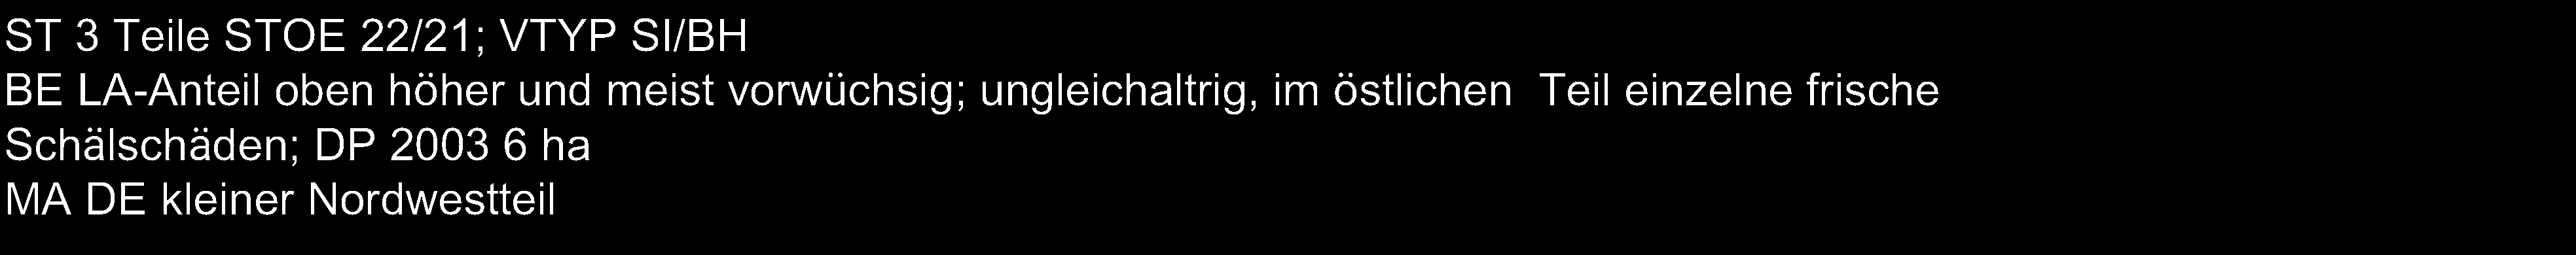 ST 3 Teile STOE 22/21; VTYP SI/BH
BE LA-Anteil oben höher und meist vorwüchsig; ungleichaltrig, im östlichen  Teil einzelne frische
Schälschäden; DP 2003 6 ha
MA DE kleiner Nordwestteil